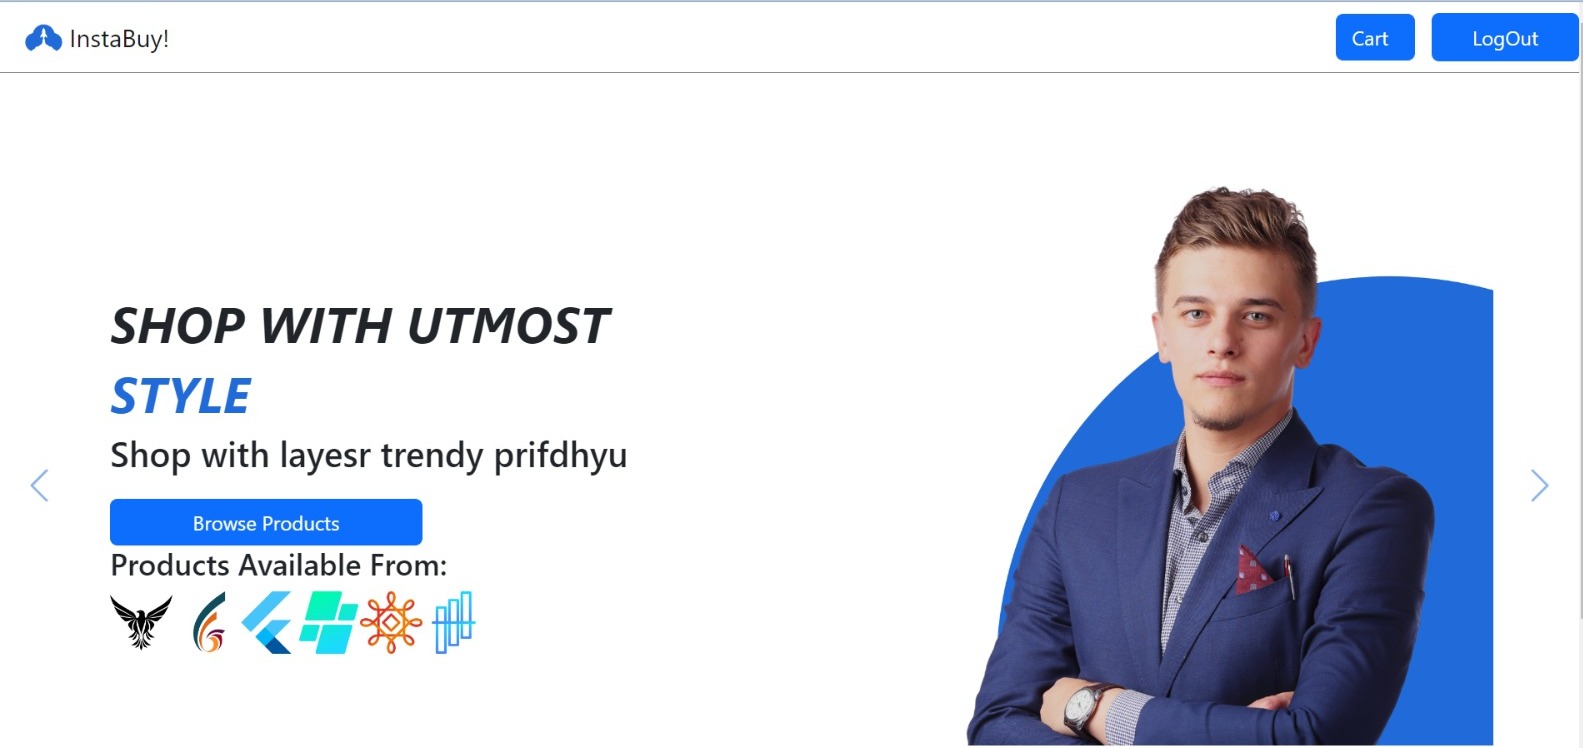 InstaBuy!
Cart
LogOut
SHOP WITH UTMOST
STYLE
Shop with layesr trendy prifdhyu
Browse Products
Products Available From: